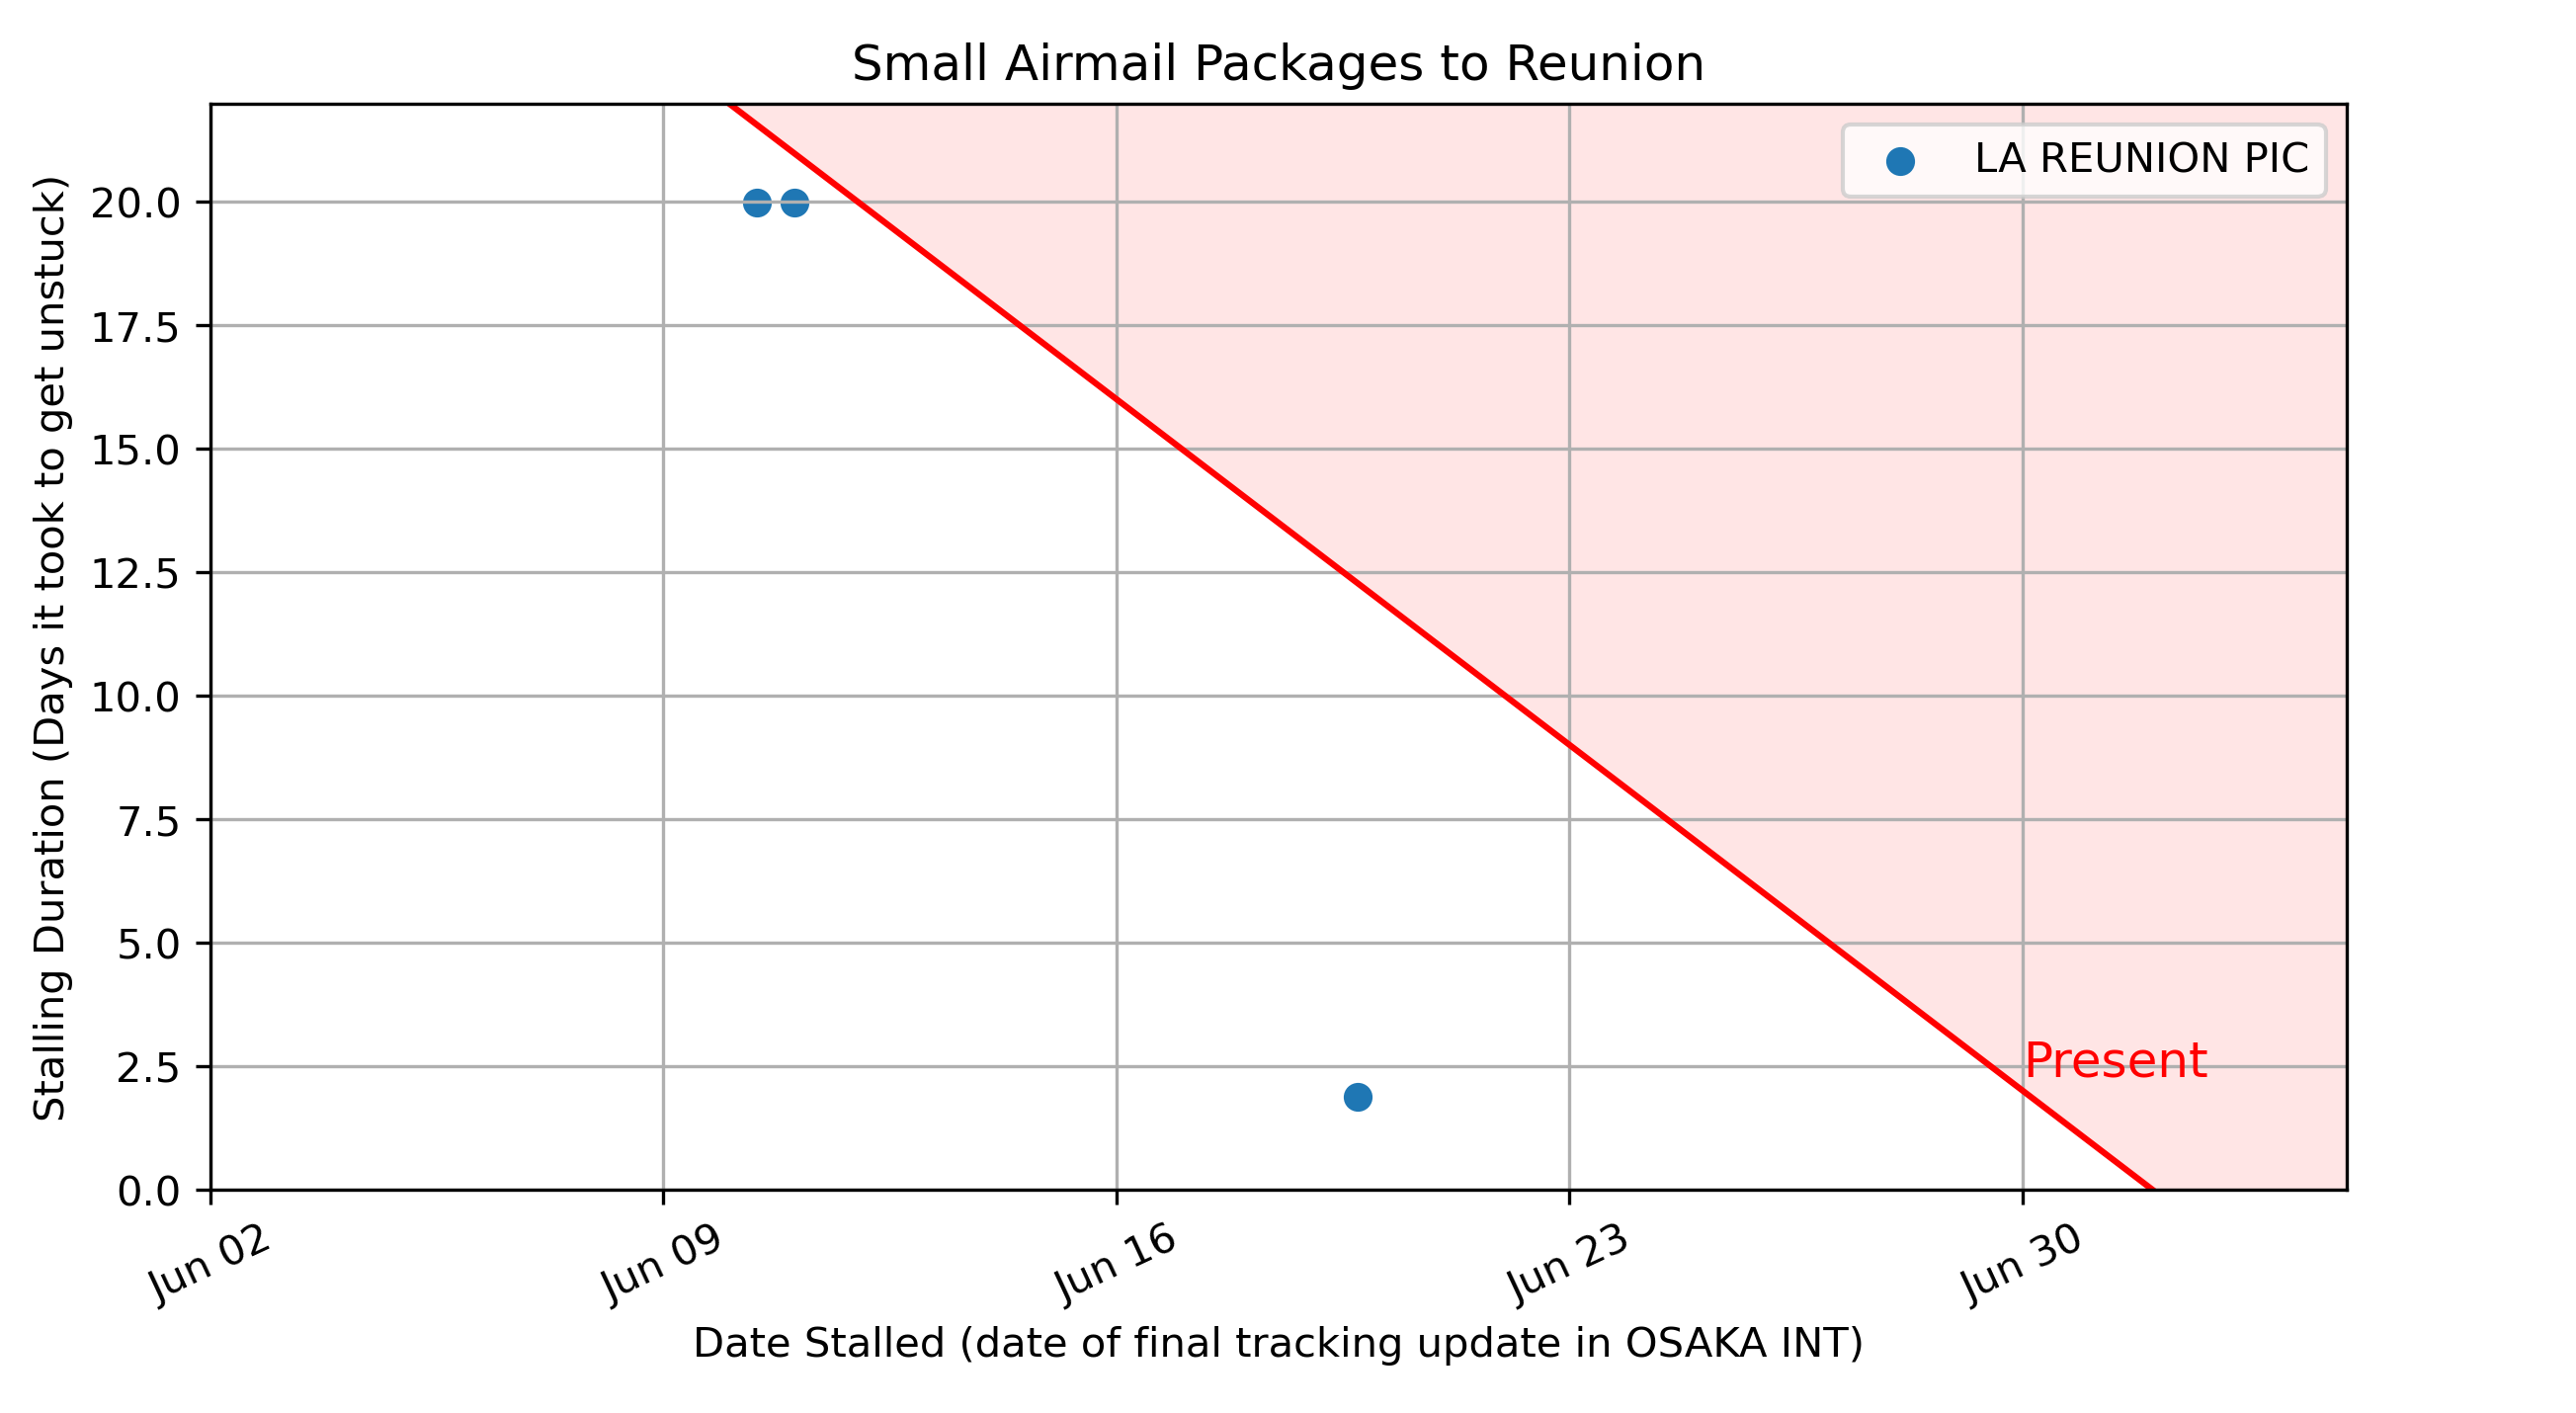 Small Airmail Packages to Reunion
LA REUNION PIC
Stalling Duration (Days it took to get unstuck)
20.0
17.5
15.0
12.5
10.0
7.5
5.0
2.5
0.0
Present
Jun 02
Jun 09
Jun 16
Jun 23
Jun 30
Date Stalled (date of final tracking update in OSAKA INT)